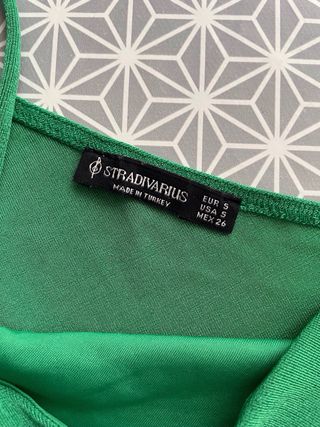 STRADIVARIUS
MADE IN TURKEY
EUR S
USA S
MEX 26